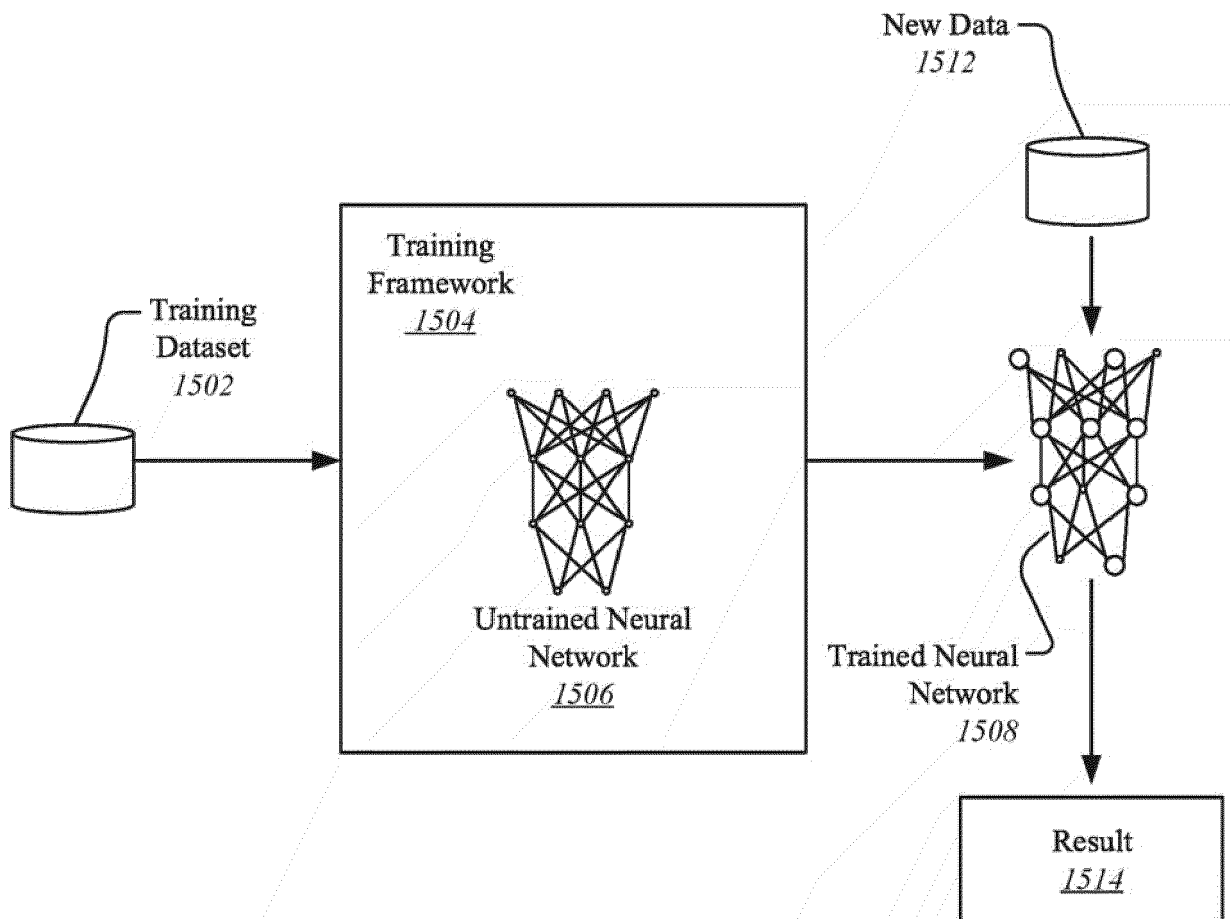 New Data
1512
Training
Framework
1504
Training
Dataset
1502
Untrained Neural
Network
1506
Trained Neural
Network
1508
Result
1514